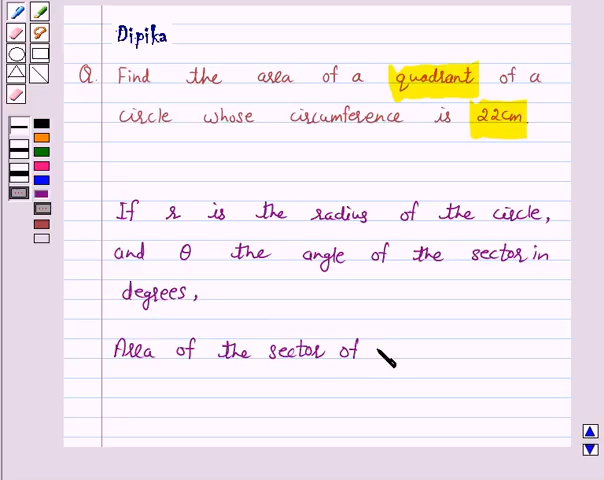 Dipika
Q. Find the area of a quadrant of a
circle whose circumference is 22cm.
If r is the radius of the circle,
and θ the angle of the sector in
degrees,
Area of the sector of